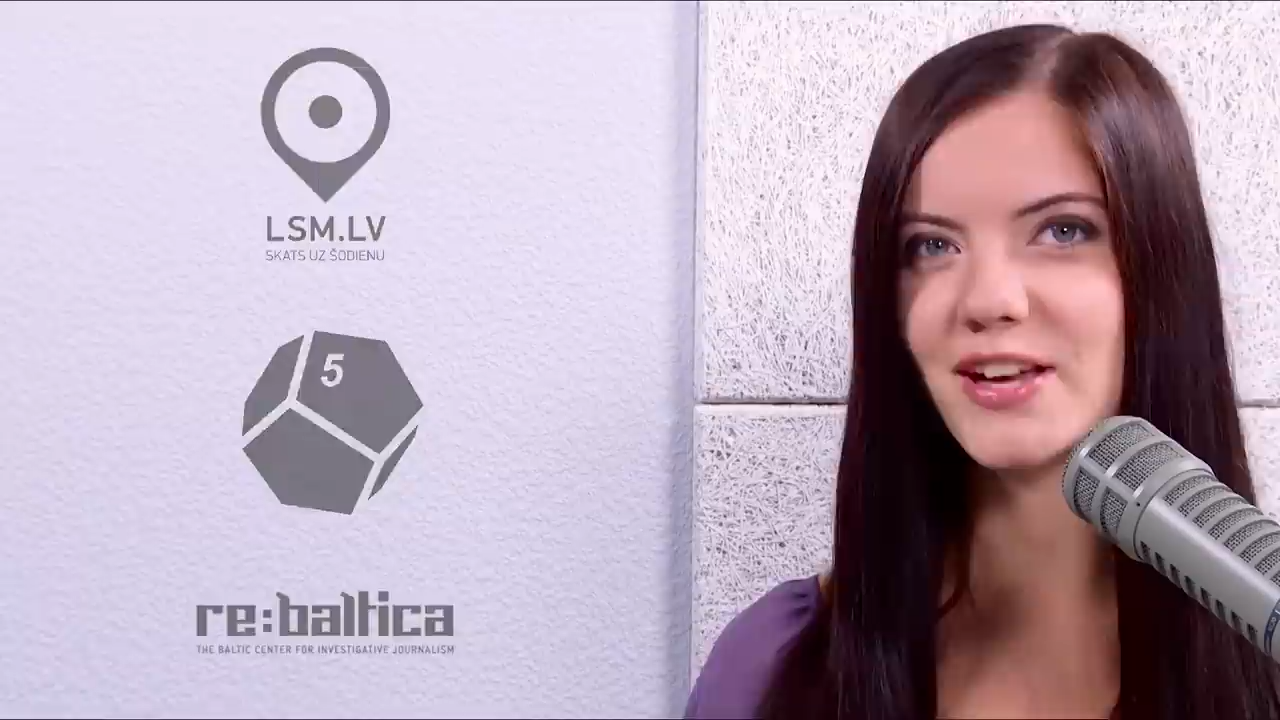 LSM.LV
SKATS UZ ŠODIENU
5
re:baltica
THE BALTIC CENTER FOR INVESTIGATIVE JOURNALISM